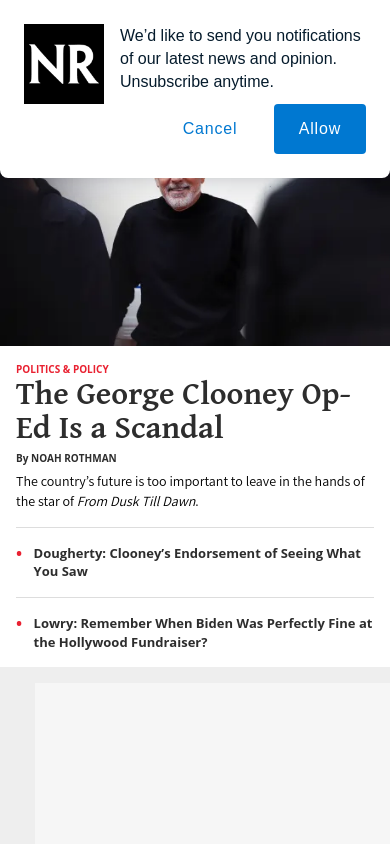 NR
We’d like to send you notifications
of our latest news and opinion.
Unsubscribe anytime.
Cancel
Allow
POLITICS & POLICY
The George Clooney Op-
Ed Is a Scandal
By NOAH ROTHMAN
The country’s future is too important to leave in the hands of
the star of From Dusk Till Dawn.
• Dougherty: Clooney’s Endorsement of Seeing What
You Saw
• Lowry: Remember When Biden Was Perfectly Fine at
the Hollywood Fundraiser?